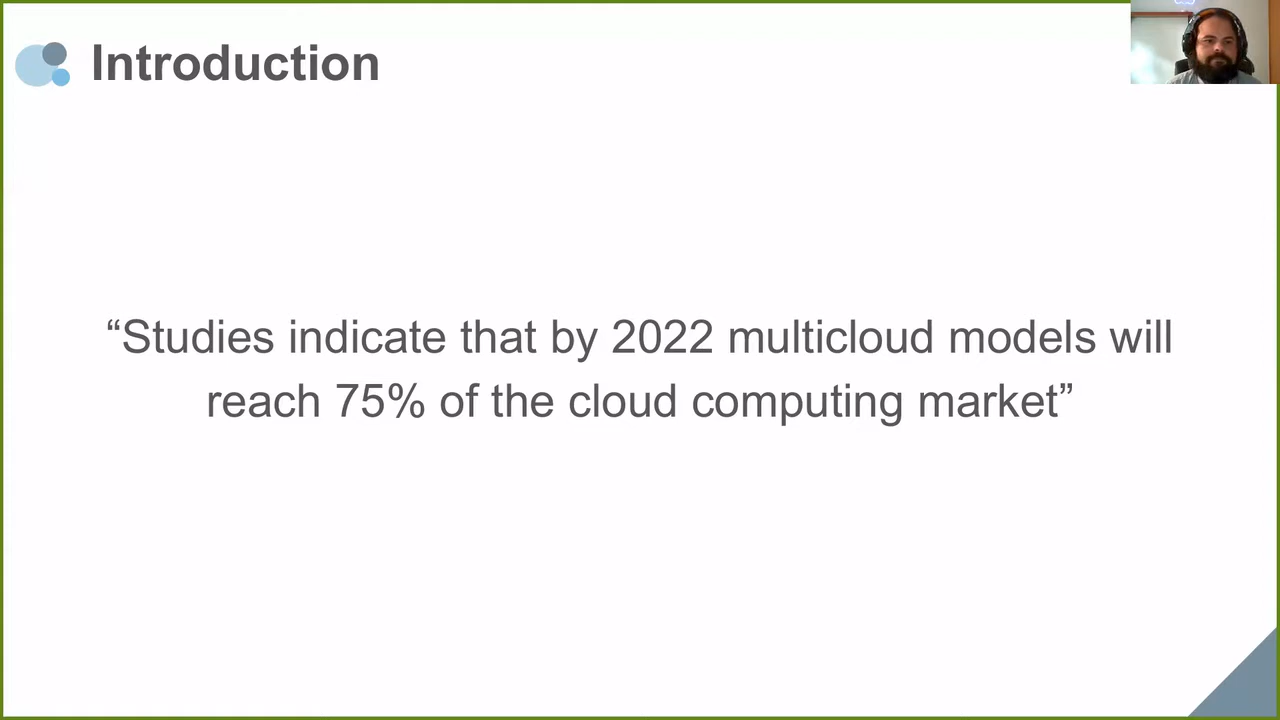 Introduction
“Studies indicate that by 2022 multicloud models will
reach 75% of the cloud computing market”